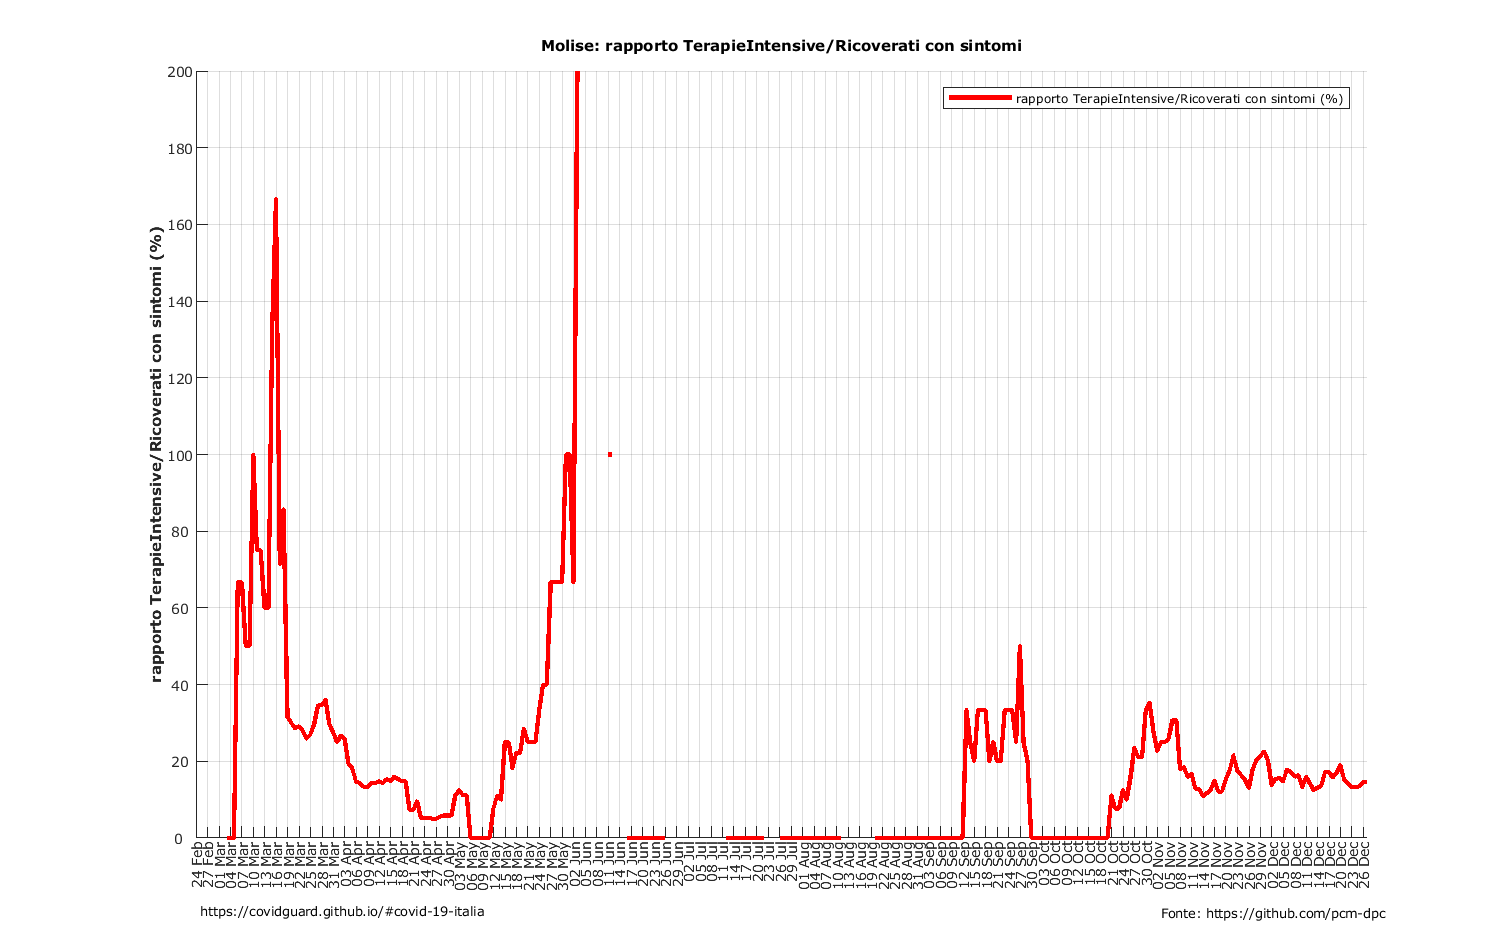 Molise: rapporto TerapieIntensive/Ricoverati con sintomi
rapporto TerapieIntensive/Ricoverati con sintomi (%)
rapporto TerapieIntensive/Ricoverati con sintomi (%)
200
180
160
140
120
100
80
60
40
20
0
24 Feb
27 Feb
01 Mar
04 Mar
07 Mar
10 Mar
13 Mar
16 Mar
19 Mar
22 Mar
25 Mar
28 Mar
31 Mar
03 Apr
06 Apr
09 Apr
12 Apr
15 Apr
18 Apr
21 Apr
24 Apr
27 Apr
30 Apr
03 May
06 May
09 May
12 May
15 May
18 May
21 May
24 May
27 May
30 May
02 Jun
05 Jun
08 Jun
11 Jun
14 Jun
17 Jun
20 Jun
23 Jun
26 Jun
29 Jun
02 Jul
05 Jul
08 Jul
11 Jul
14 Jul
17 Jul
20 Jul
23 Jul
26 Jul
29 Jul
01 Aug
04 Aug
07 Aug
10 Aug
13 Aug
16 Aug
19 Aug
22 Aug
25 Aug
28 Aug
31 Aug
03 Sep
06 Sep
09 Sep
12 Sep
15 Sep
18 Sep
21 Sep
24 Sep
27 Sep
30 Sep
03 Oct
06 Oct
09 Oct
12 Oct
15 Oct
18 Oct
21 Oct
24 Oct
27 Oct
30 Oct
02 Nov
05 Nov
08 Nov
11 Nov
14 Nov
17 Nov
20 Nov
23 Nov
26 Nov
29 Nov
02 Dec
05 Dec
08 Dec
11 Dec
14 Dec
17 Dec
20 Dec
23 Dec
26 Dec
https://covidguard.github.io/#covid-19-italia
Fonte: https://github.com/pcm-dpc